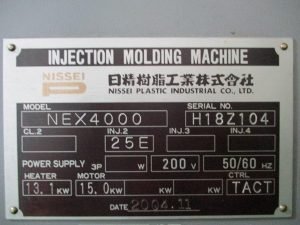 INJECTION MOLDING MACHINE
NISSEI 日精樹脂工業株式会社
NISSEI PLASTIC INDUSTRIAL CO., LTD.
MODEL SERIAL NO.
NEX4000 H18Z104
CL.2 INJ.2 INJ.3 INJ.4
25E
POWER SUPPLY 3P W 200 V 50/60 HZ
HEATER MOTOR CTRL
13.1 KW 15.0 KW TACT
DATE 2004.11